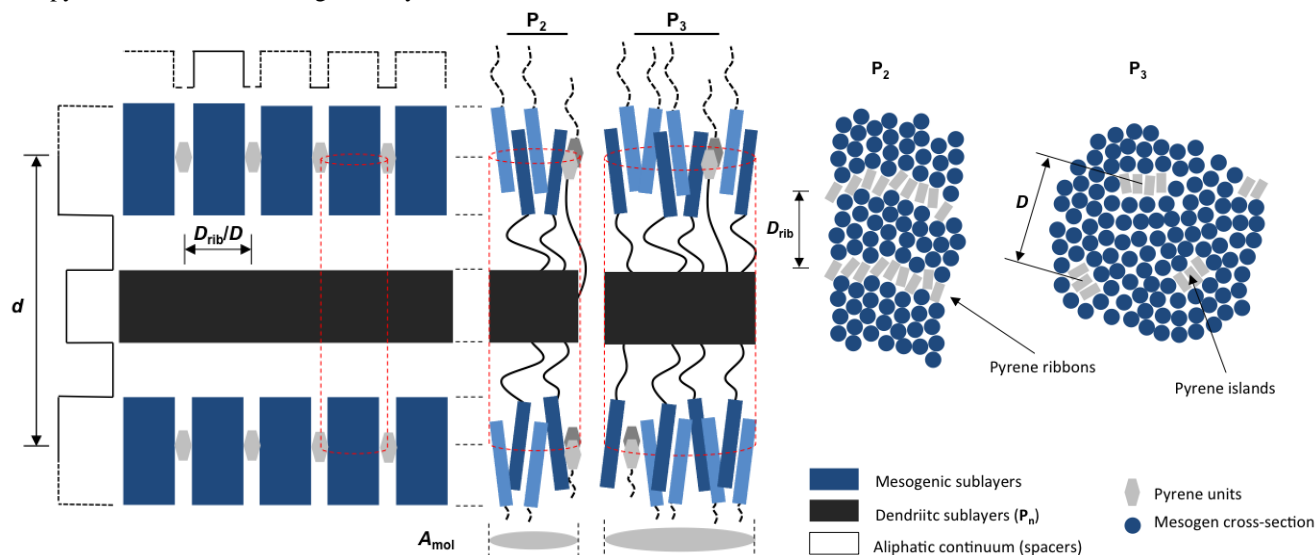 P2
P3
P2
P3
Drib/D
d
Drib
D
Pyrene ribbons
Pyrene islands
Amol
Mesogenic sublayers
Dendriitc sublayers (Pn)
Aliphatic continuum (spacers)
Pyrene units
Mesogen cross-section